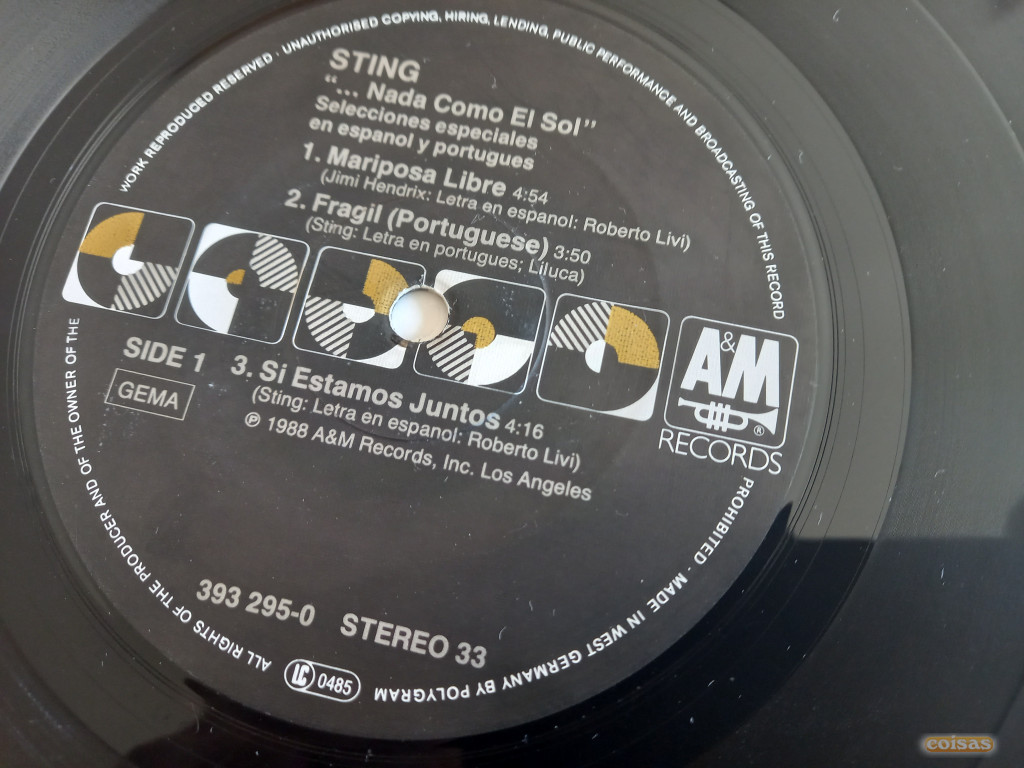 WORK REPRODUCED RESERVED · UNAUTHORISED COPYING, HIRING, LENDING, PUBLIC PERFORMANCE AND BROADCASTING OF THIS RECORD
PROHIBITED · MADE IN WEST GERMANY BY POLYGRAM
ALL RIGHTS OF THE PRODUCER AND OF THE OWNER OF THE
STING
"... Nada Como El Sol"
Selecciones especiales
en espanol y portugues
1. Mariposa Libre 4:54
(Jimi Hendrix: Letra en espanol: Roberto Livi)
2. Fragil (Portuguese) 3:50
(Sting: Letra en portugues; Liluca)
A&M
®
RECORDS
SIDE 1
GEMA
3. Si Estamos Juntos 4:16
(Sting: Letra en espanol: Roberto Livi)
℗ 1988 A&M Records, Inc. Los Angeles
393 295-0 STEREO 33
LC 0485
coisas